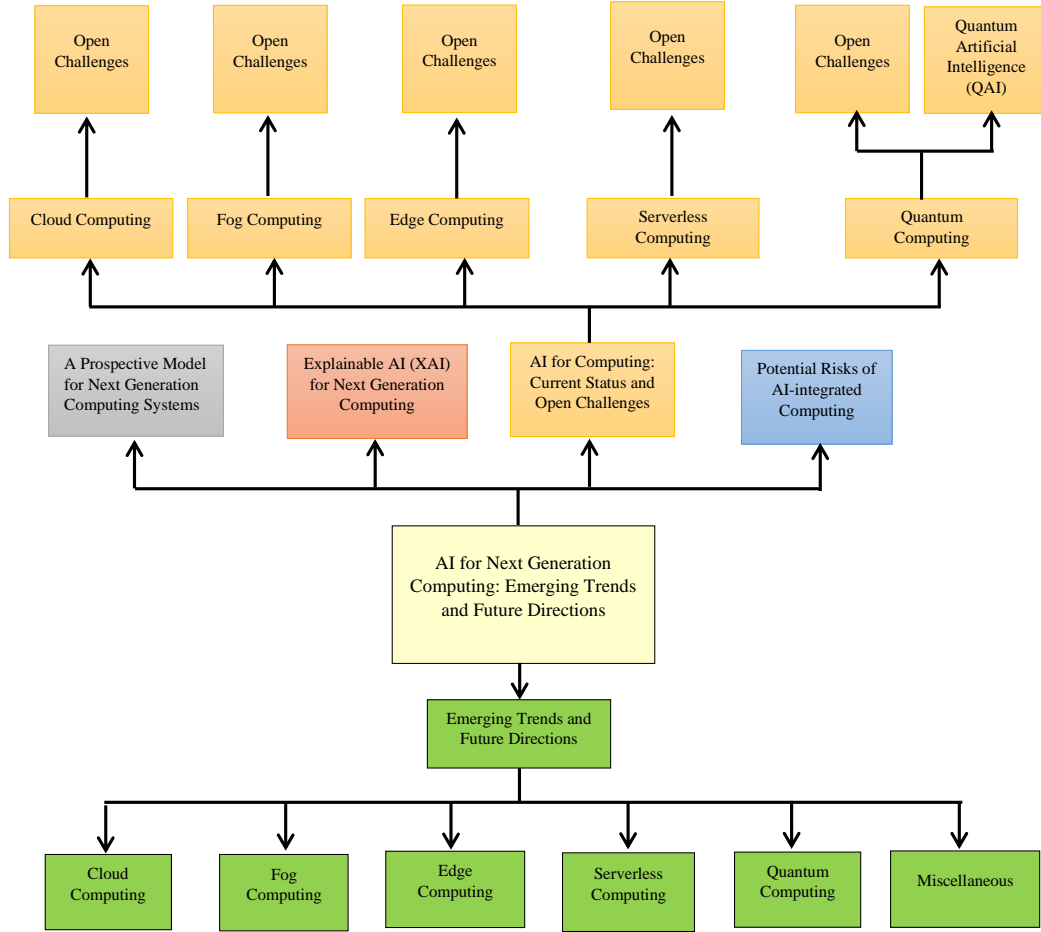 Open
Challenges
Open
Challenges
Open
Challenges
Open
Challenges
Open
Challenges
Quantum
Artificial
Intelligence
(QAI)
Cloud Computing
Fog Computing
Edge Computing
Serverless
Computing
Quantum
Computing
A Prospective Model
for Next Generation
Computing Systems
Explainable AI (XAI)
for Next Generation
Computing
AI for Computing:
Current Status and
Open Challenges
Potential Risks of
AI-integrated
Computing
AI for Next Generation
Computing: Emerging Trends
and Future Directions
Emerging Trends and
Future Directions
Cloud
Computing
Fog
Computing
Edge
Computing
Serverless
Computing
Quantum
Computing
Miscellaneous